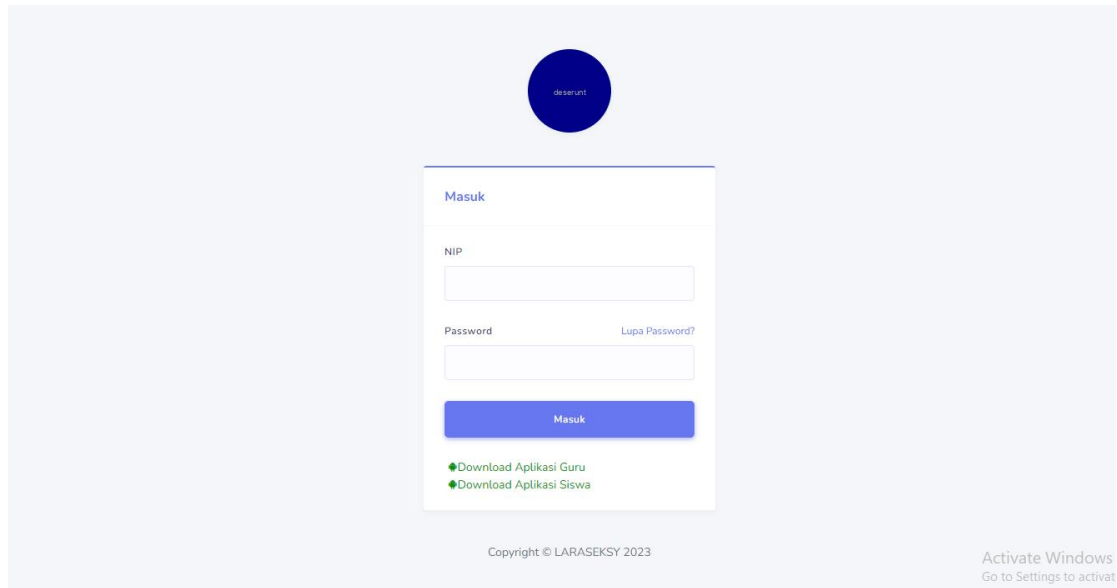 deserunt
Masuk
NIP
Password
Lupa Password?
Masuk
Download Aplikasi Guru
Download Aplikasi Siswa
Copyright © LARASEKSY 2023
Activate Windows
Go to Settings to activat